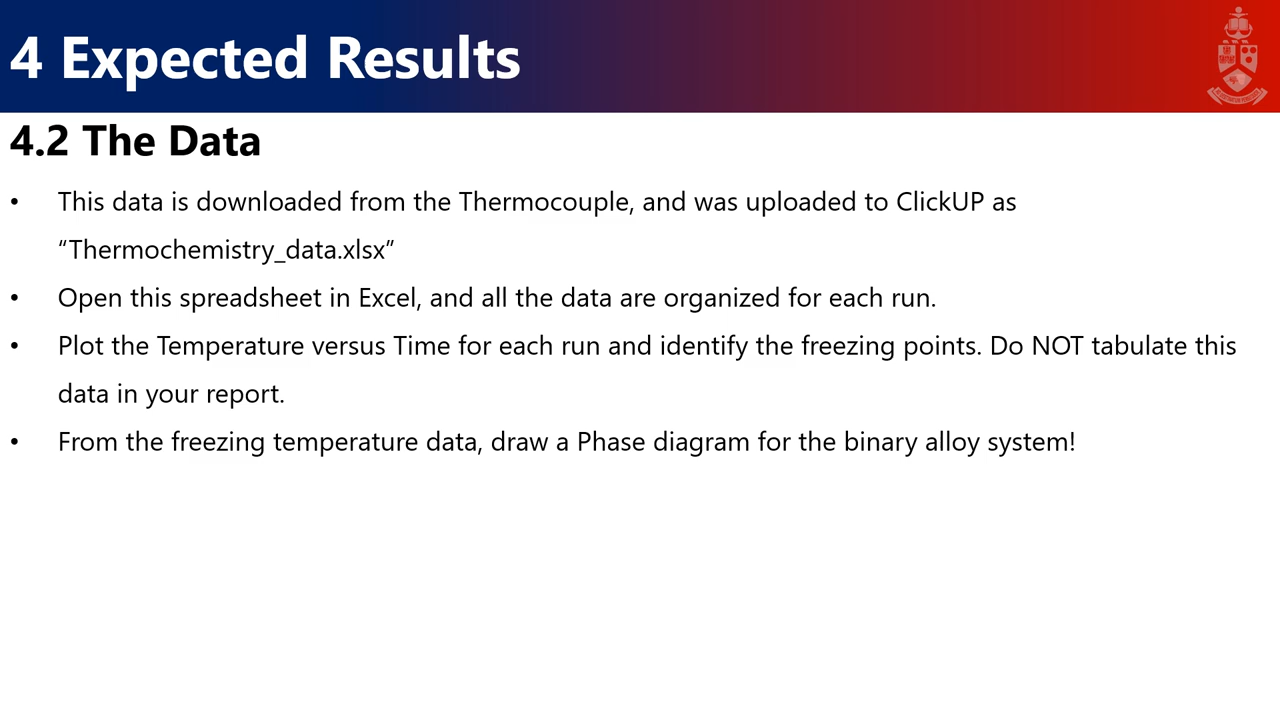 4 Expected Results
4.2 The Data
• This data is downloaded from the Thermocouple, and was uploaded to ClickUP as
“Thermochemistry_data.xlsx”
• Open this spreadsheet in Excel, and all the data are organized for each run.
• Plot the Temperature versus Time for each run and identify the freezing points. Do NOT tabulate this
data in your report.
• From the freezing temperature data, draw a Phase diagram for the binary alloy system!